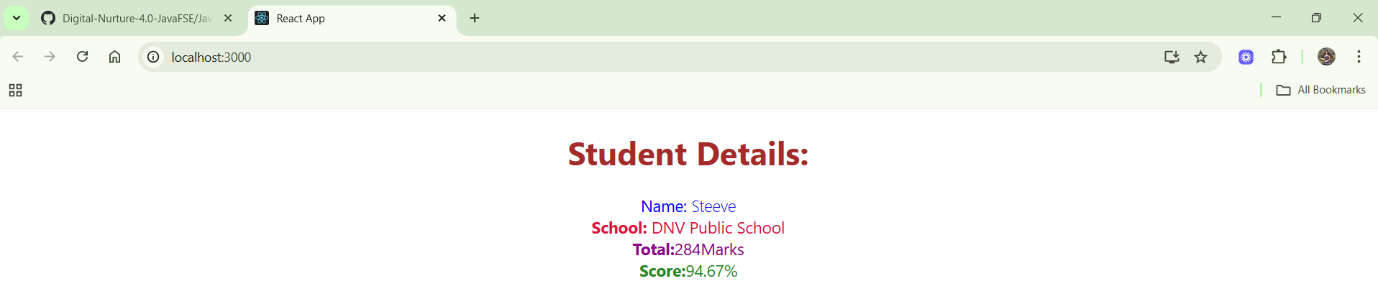 Digital-Nurture-4.0-JavaFSE/Jav
React App
localhost:3000
All Bookmarks
Student Details:
Name: Steeve
School: DNV Public School
Total:284Marks
Score:94.67%